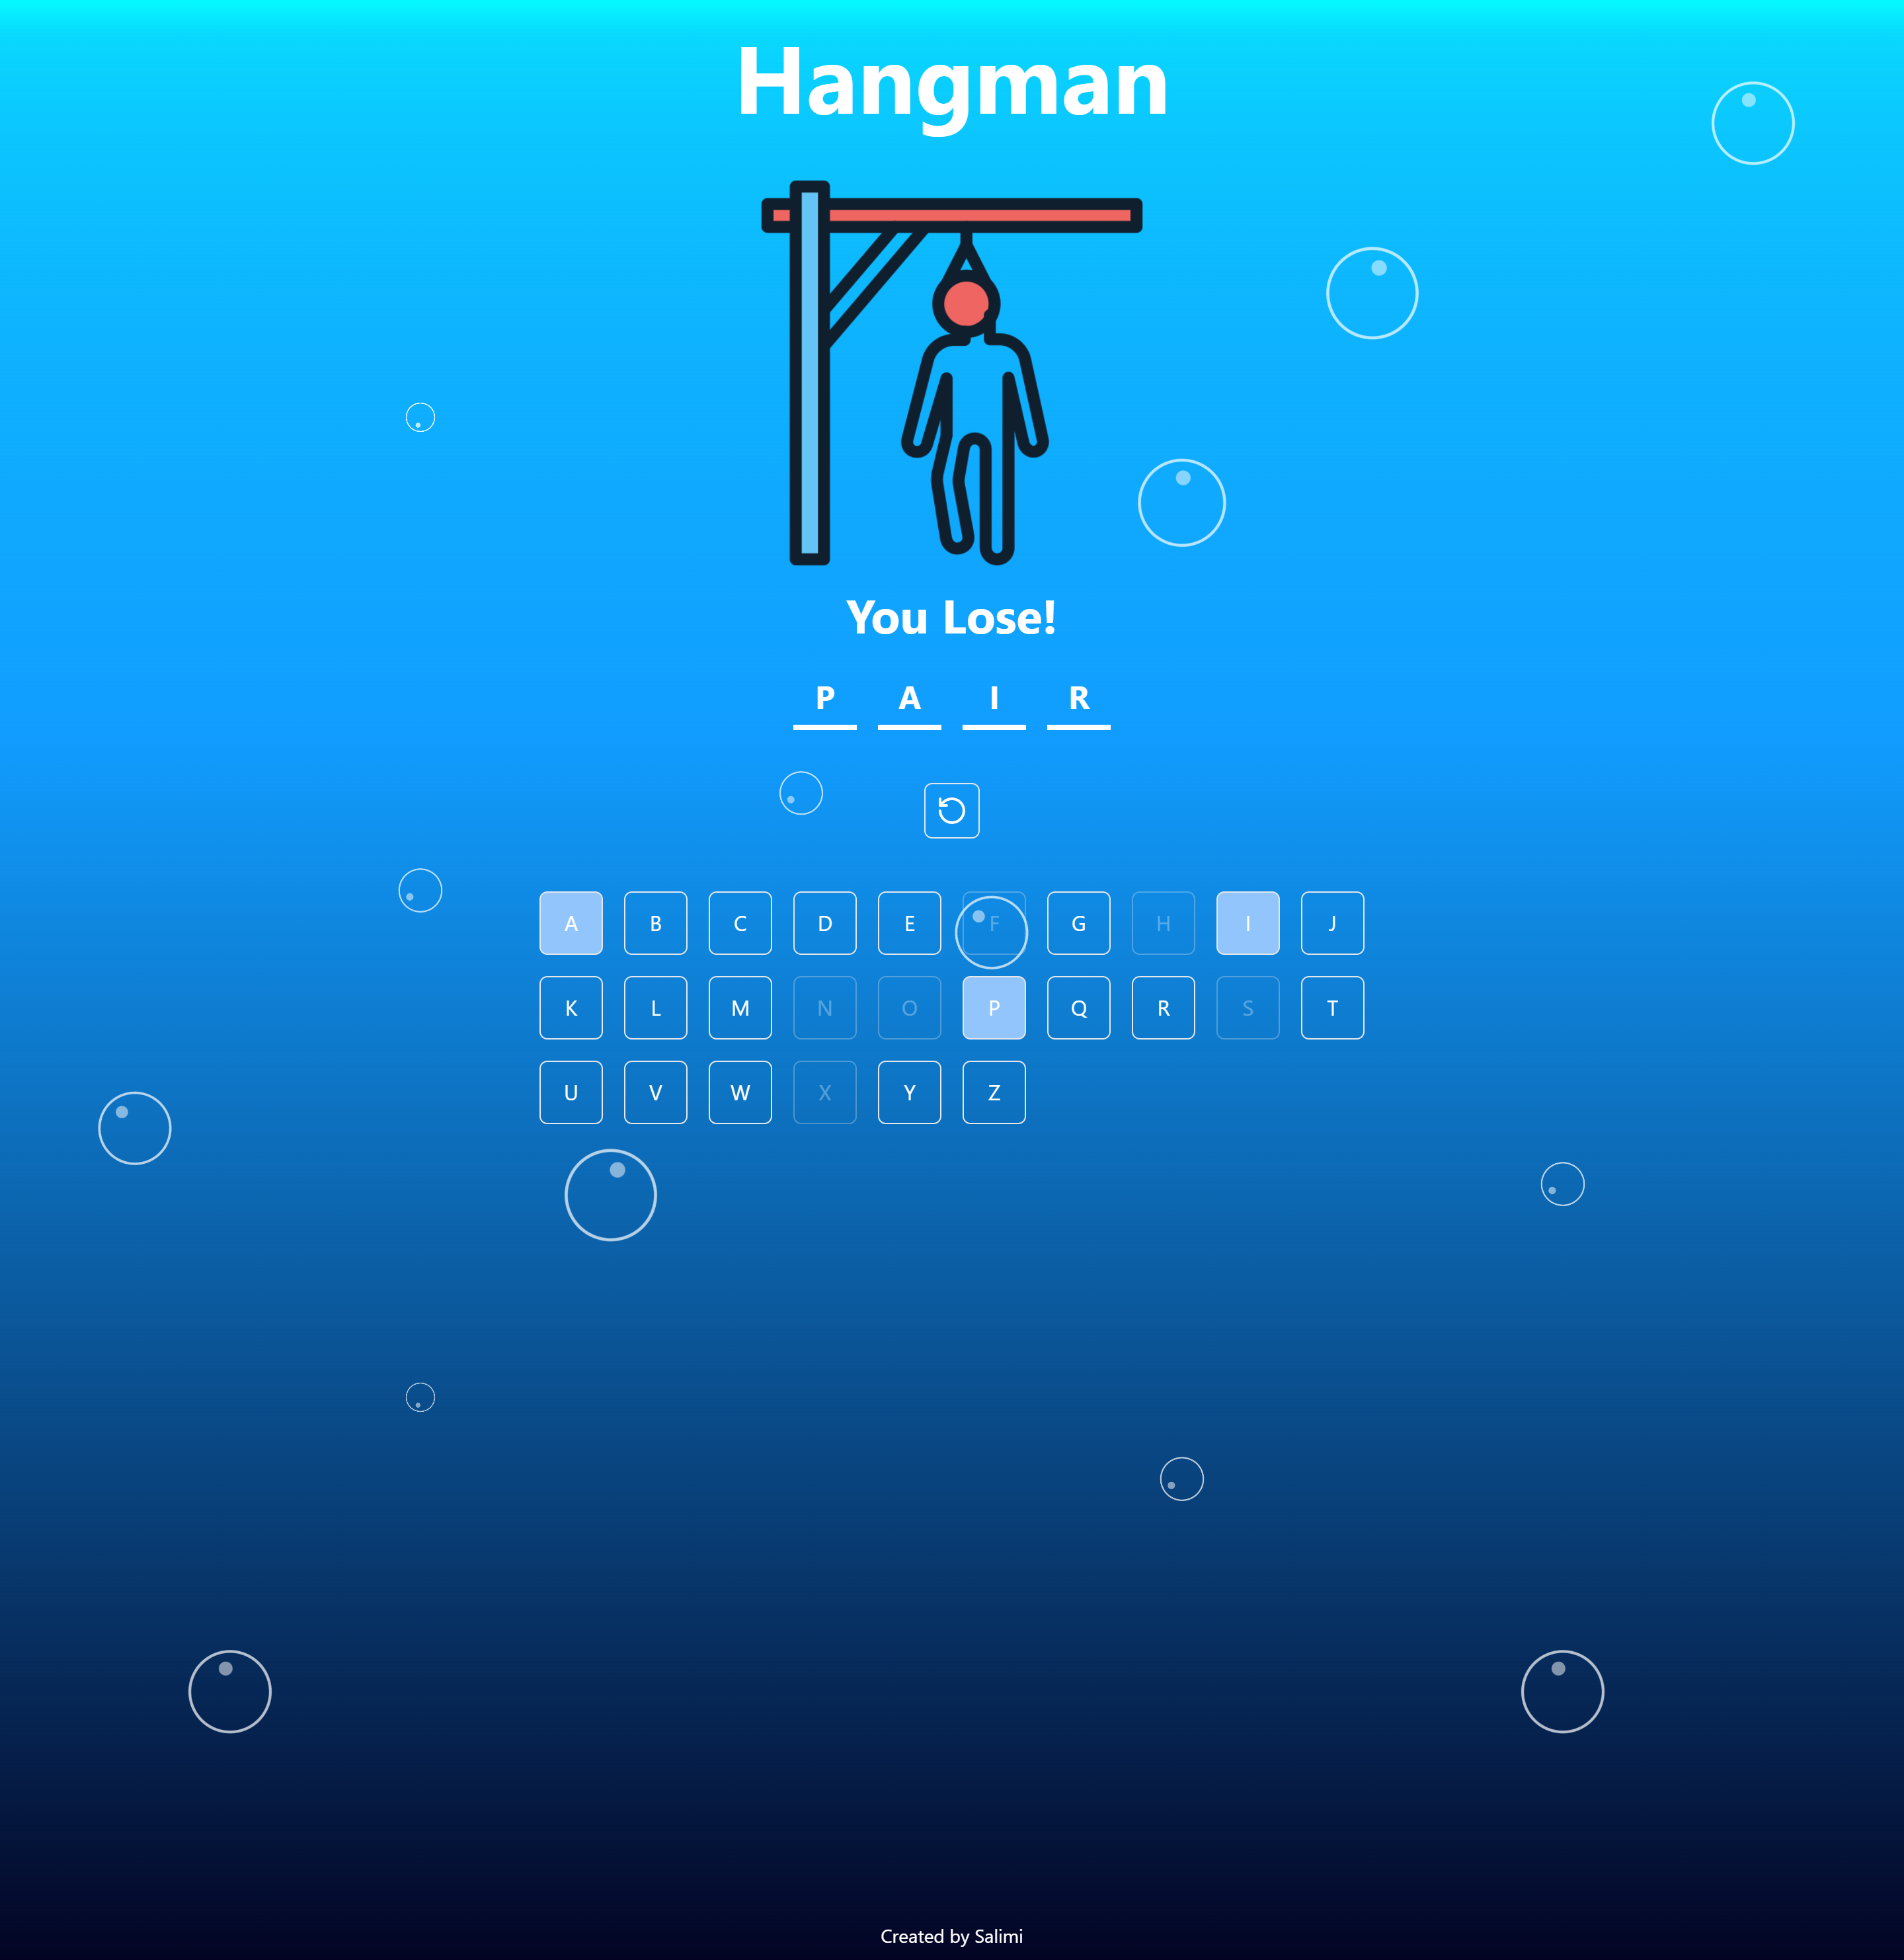 Hangman
You Lose!
P A I R
A B C D E F G H I J
K L M N O P Q R S T
U V W X Y Z
Created by Salimi